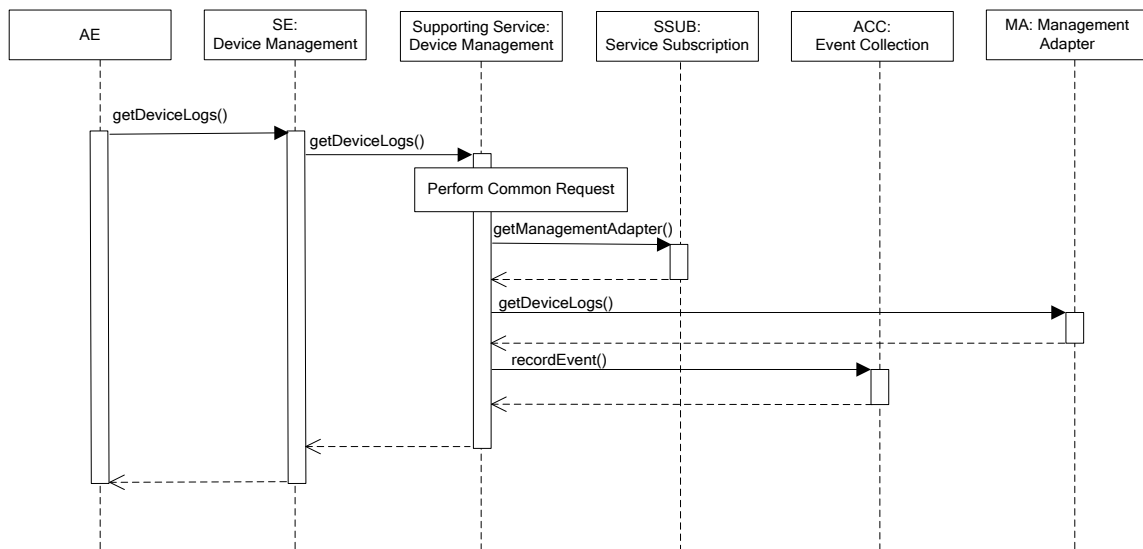 AE
SE:
Device Management
Supporting Service:
Device Management
SSUB:
Service Subscription
ACC:
Event Collection
MA: Management
Adapter
getDeviceLogs()
getDeviceLogs()
Perform Common Request
getManagementAdapter()
getDeviceLogs()
recordEvent()